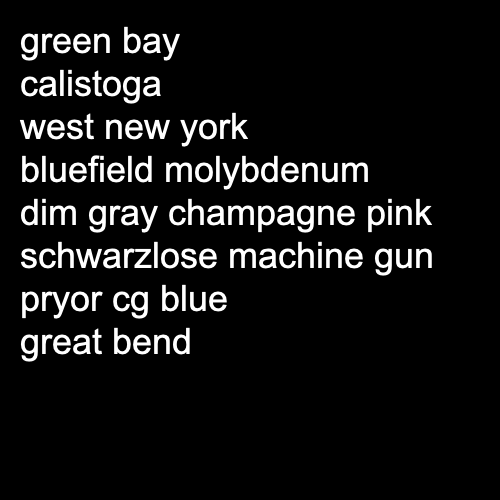 green bay
calistoga
west new york
bluefield molybdenum
dim gray champagne pink
schwarzlose machine gun
pryor cg blue
great bend